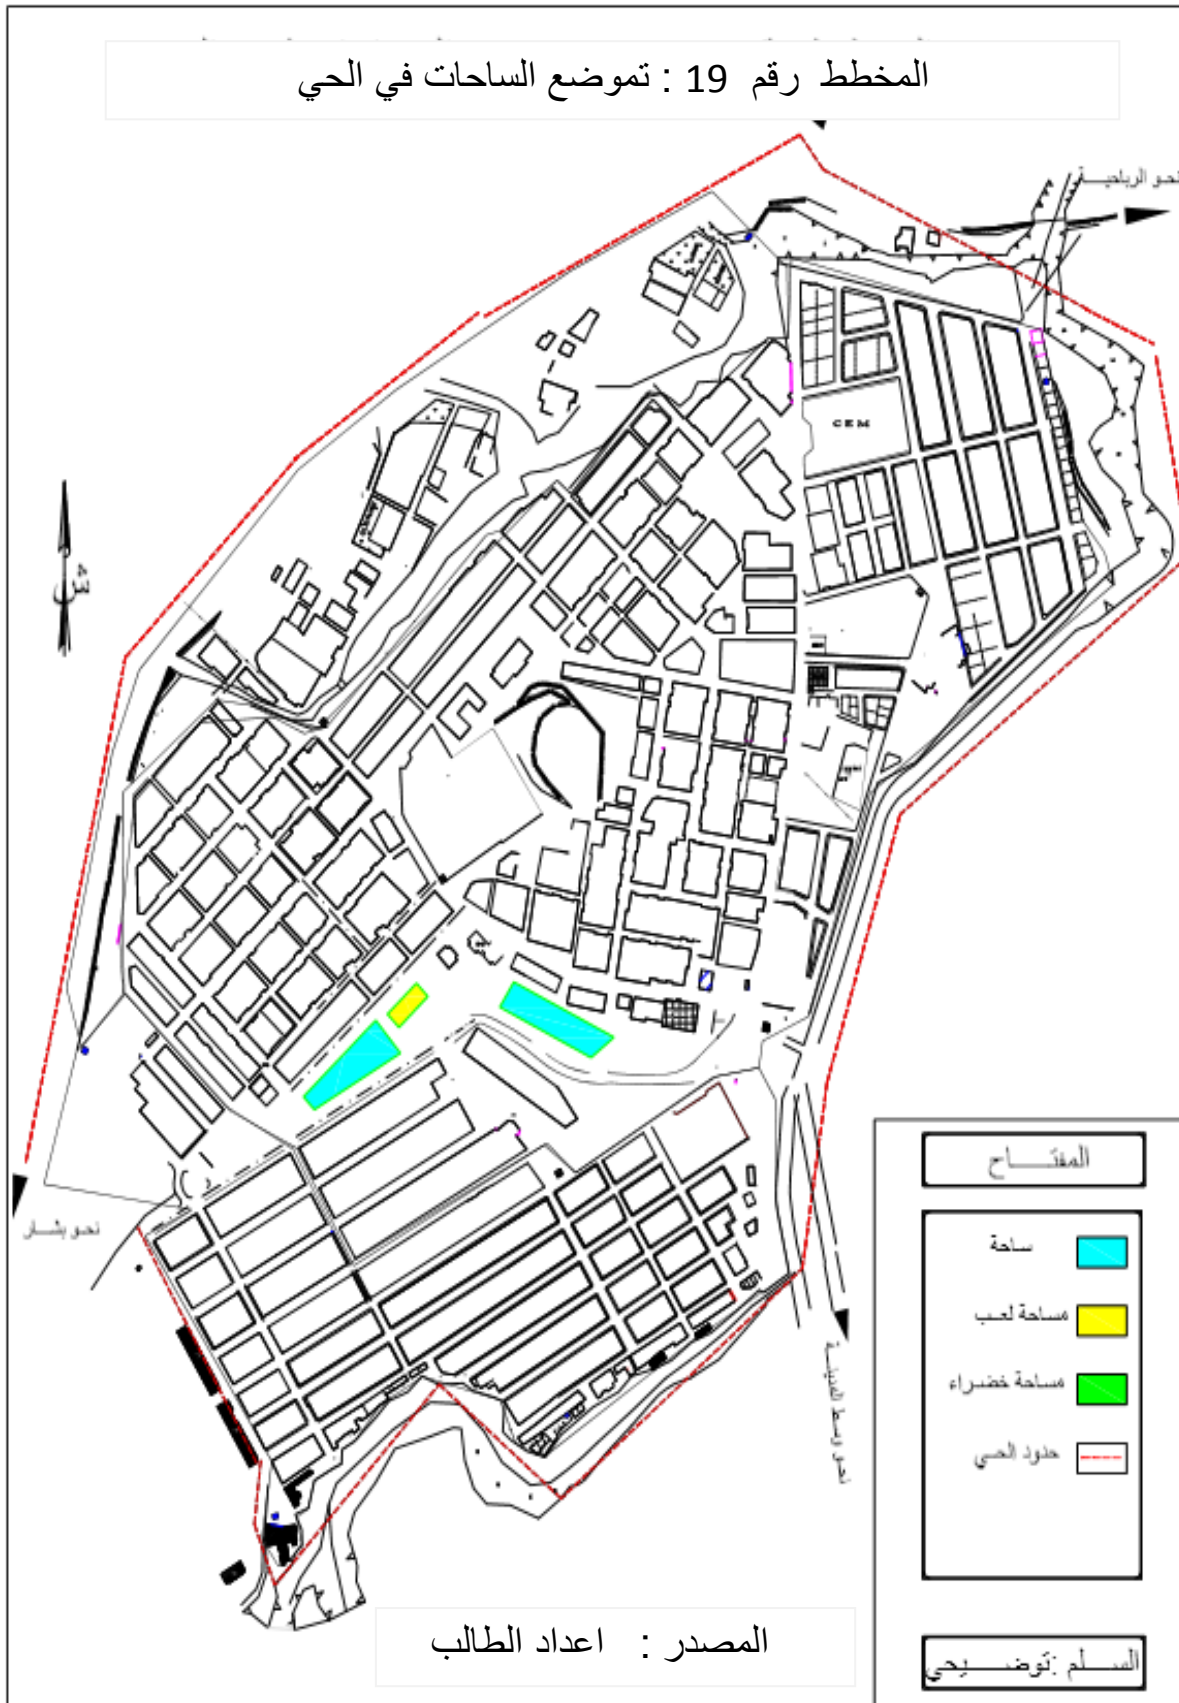 المخطط رقم 19 : تموضع الساحات في الحي
نحو الرباحية
CEM
ش
نحو بشار
نحو وسط المدينة
المفتاح
ساحة
مساحة لعب
مساحة خضراء
حدود الحي
السلم :توضيحي
المصدر : اعداد الطالب